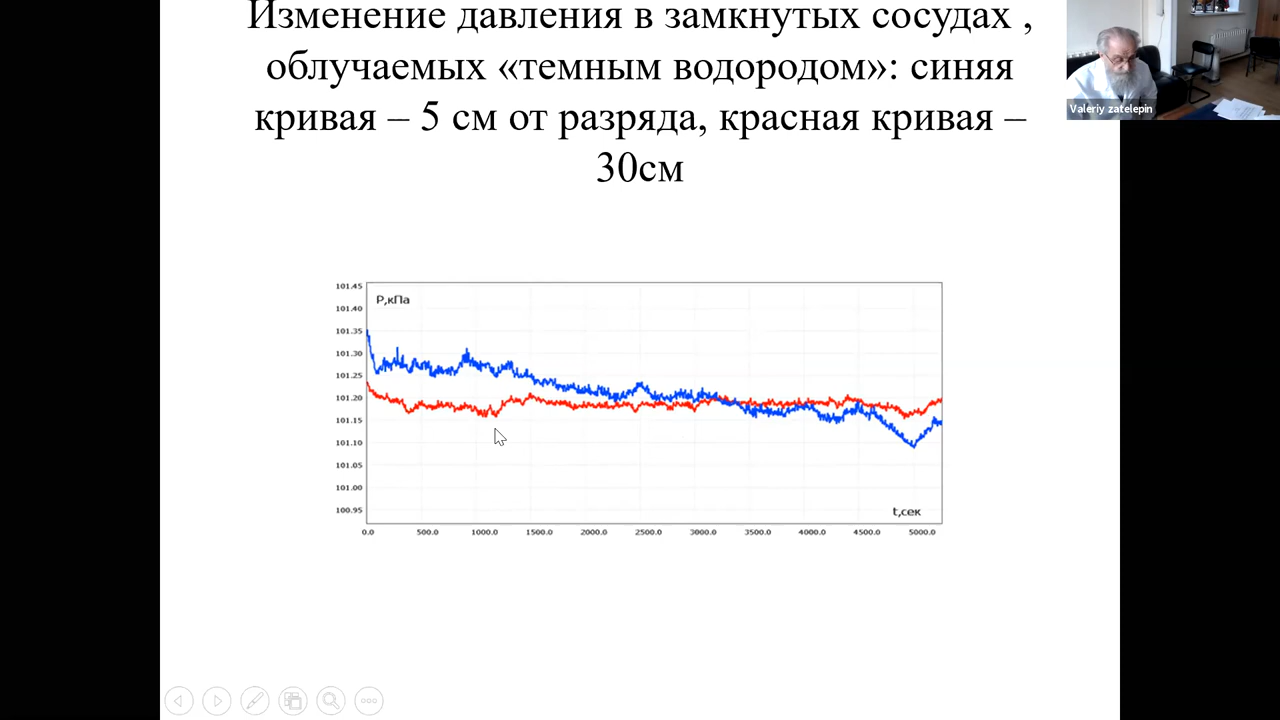 Изменение давления в замкнутых сосудах ,
облучаемых «темным водородом»: синяя
кривая – 5 см от разряда, красная кривая –
30см
Valeriy zatelepin
P,кПа
101.45
101.40
101.35
101.30
101.25
101.20
101.15
101.10
101.05
101.00
100.95
t,сек
0.0 500.0 1000.0 1500.0 2000.0 2500.0 3000.0 3500.0 4000.0 4500.0 5000.0